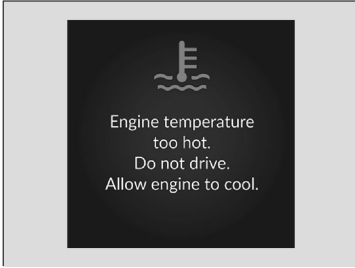 Engine temperature
too hot.
Do not drive.
Allow engine to cool.